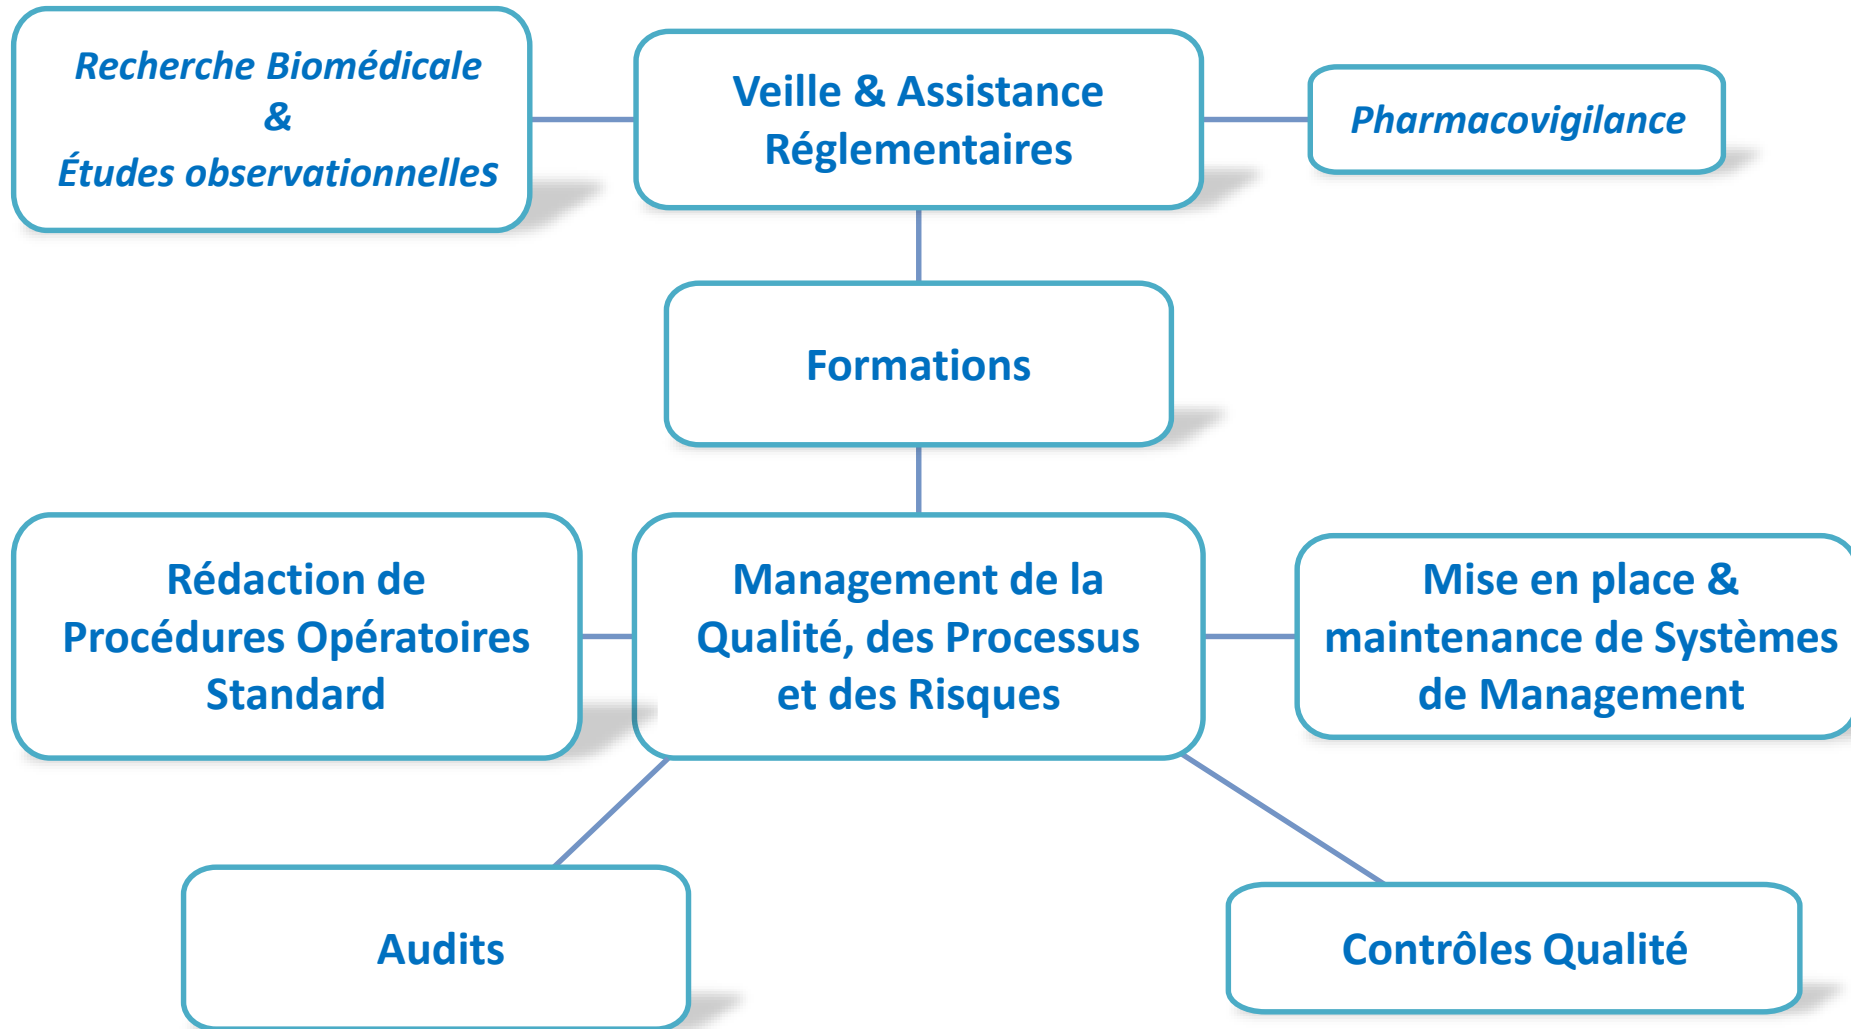 Recherche Biomédicale
&
Études observationnelles
Veille & Assistance
Réglementaires
Pharmacovigilance
Formations
Rédaction de
Procédures Opératoires
Standard
Management de la
Qualité, des Processus
et des Risques
Mise en place &
maintenance de Systèmes
de Management
Audits
Contrôles Qualité